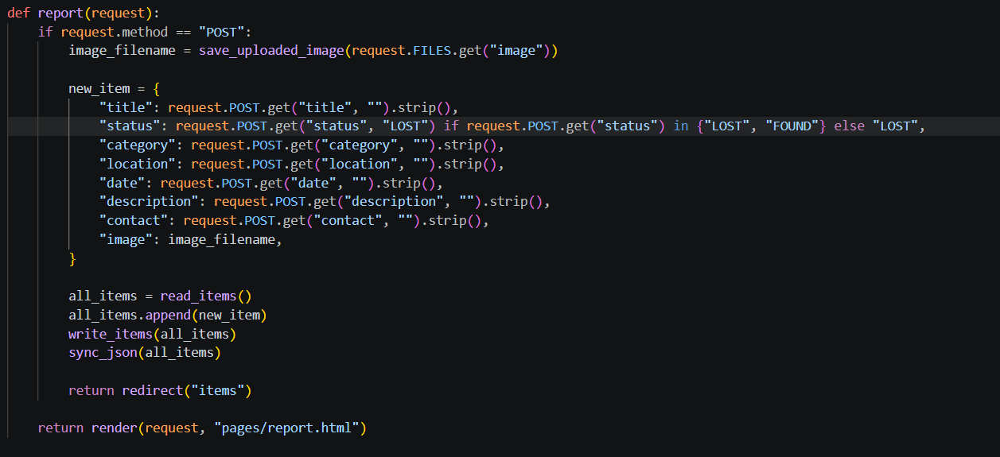 def report(request):
    if request.method == "POST":
        image_filename = save_uploaded_image(request.FILES.get("image"))

        new_item = {
            "title": request.POST.get("title", "").strip(),
            "status": request.POST.get("status", "LOST") if request.POST.get("status") in {"LOST", "FOUND"} else "LOST",
            "category": request.POST.get("category", "").strip(),
            "location": request.POST.get("location", "").strip(),
            "date": request.POST.get("date", "").strip(),
            "description": request.POST.get("description", "").strip(),
            "contact": request.POST.get("contact", "").strip(),
            "image": image_filename,
        }

        all_items = read_items()
        all_items.append(new_item)
        write_items(all_items)
        sync_json(all_items)

        return redirect("items")

    return render(request, "pages/report.html")